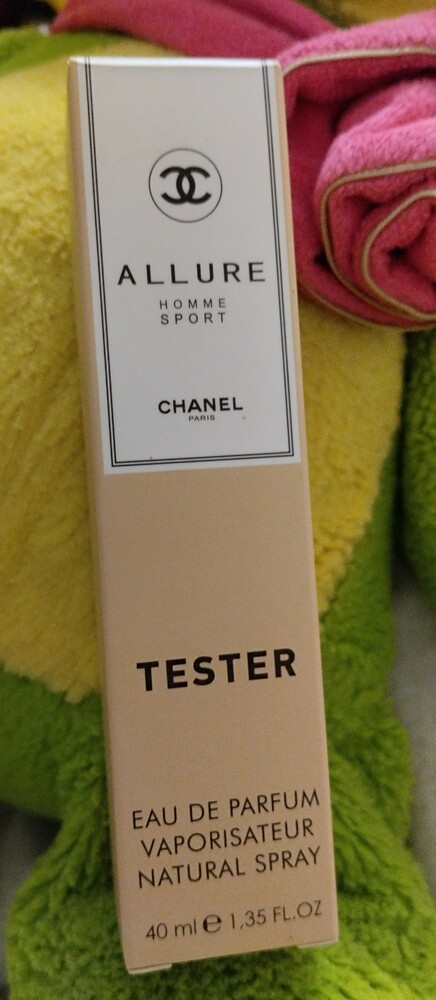 ALLURE
HOMME
SPORT
CHANEL
PARIS
TESTER
EAU DE PARFUM
VAPORISATEUR
NATURAL SPRAY
40 ml ℮ 1,35 FL.OZ